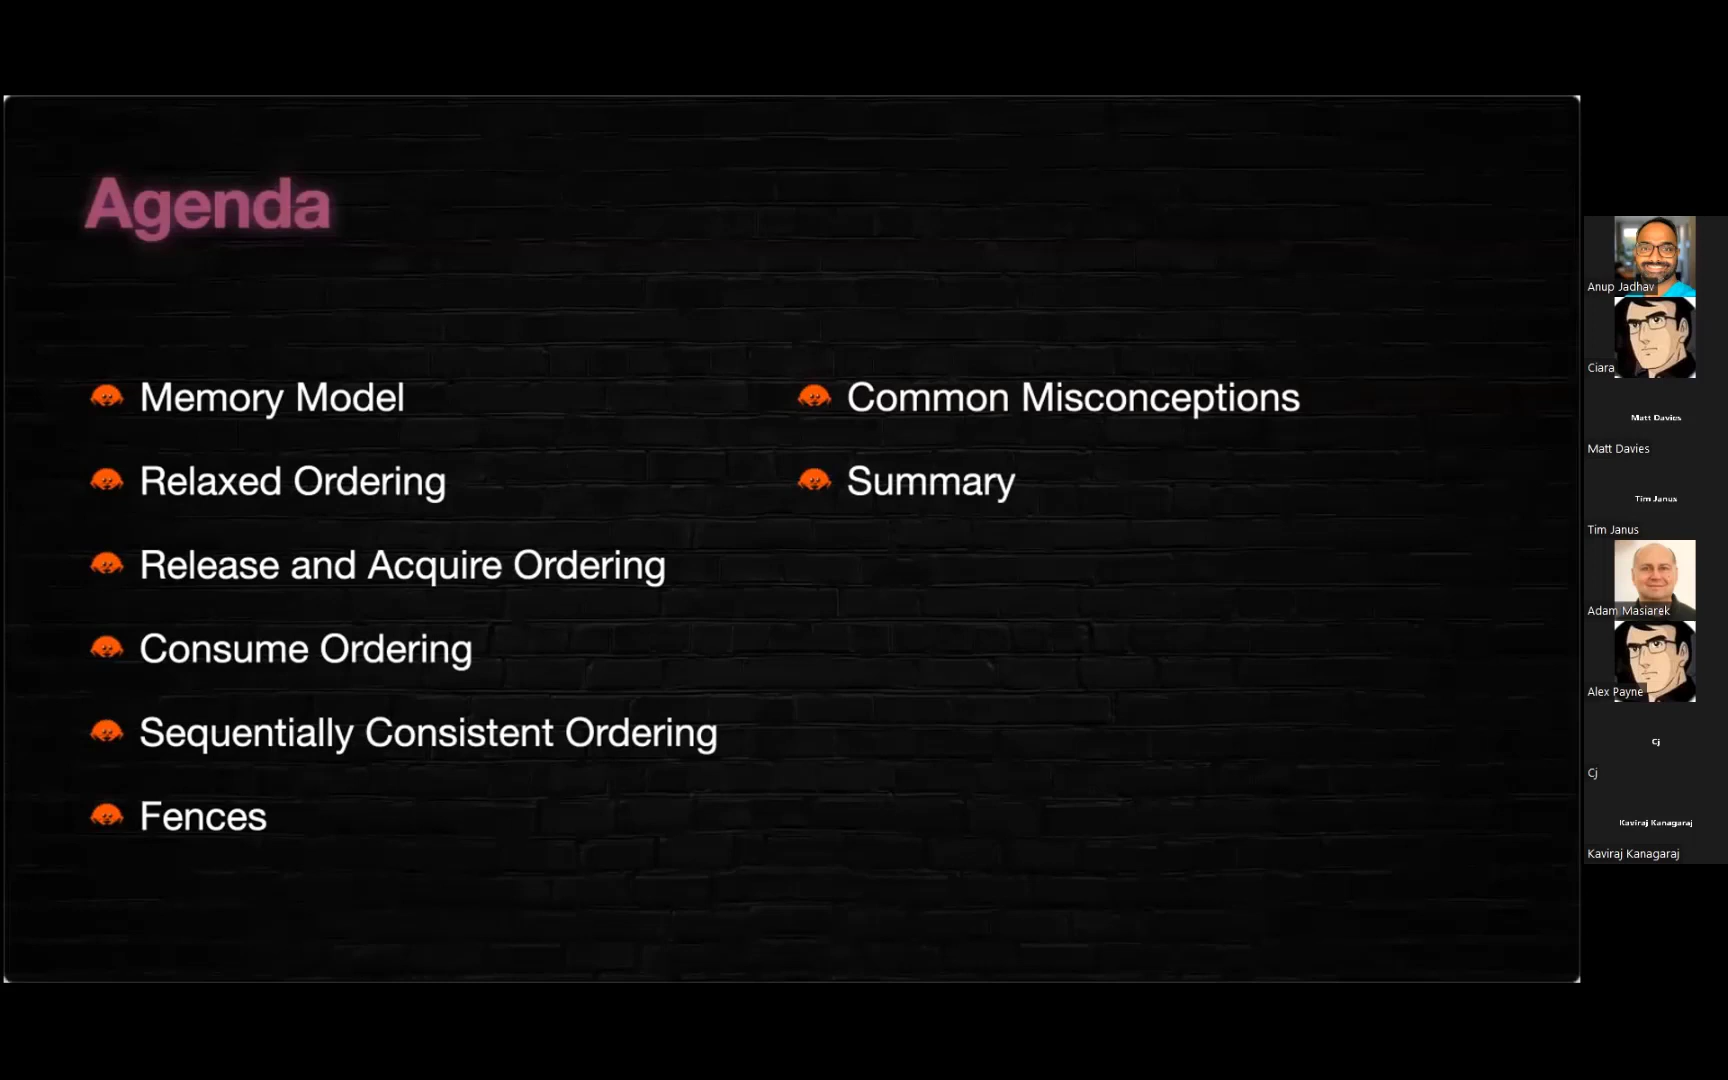 Agenda
Memory Model
Relaxed Ordering
Release and Acquire Ordering
Consume Ordering
Sequentially Consistent Ordering
Fences
Common Misconceptions
Summary
Anup Jadhav
Ciara
Matt Davies
Matt Davies
Tim Janus
Tim Janus
Adam Masiarek
Alex Payne
Cj
Cj
Kaviraj Kanagaraj
Kaviraj Kanagaraj